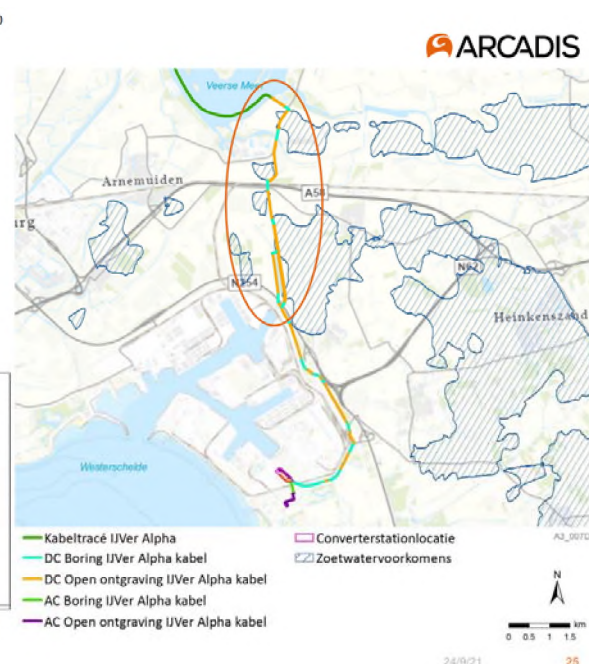 ARCADIS
Veerse Meer
Arnemuiden
A58
N254
N62
Heinkenszand
Westerschelde
Kabeltracé IJVer Alpha
DC Boring IJVer Alpha kabel
DC Open ontgraving IJVer Alpha kabel
AC Boring IJVer Alpha kabel
AC Open ontgraving IJVer Alpha kabel
Converterstationlocatie
Zoetwatervoorkomens
N
km
0 0.5 1 1.5
24/9/21
25